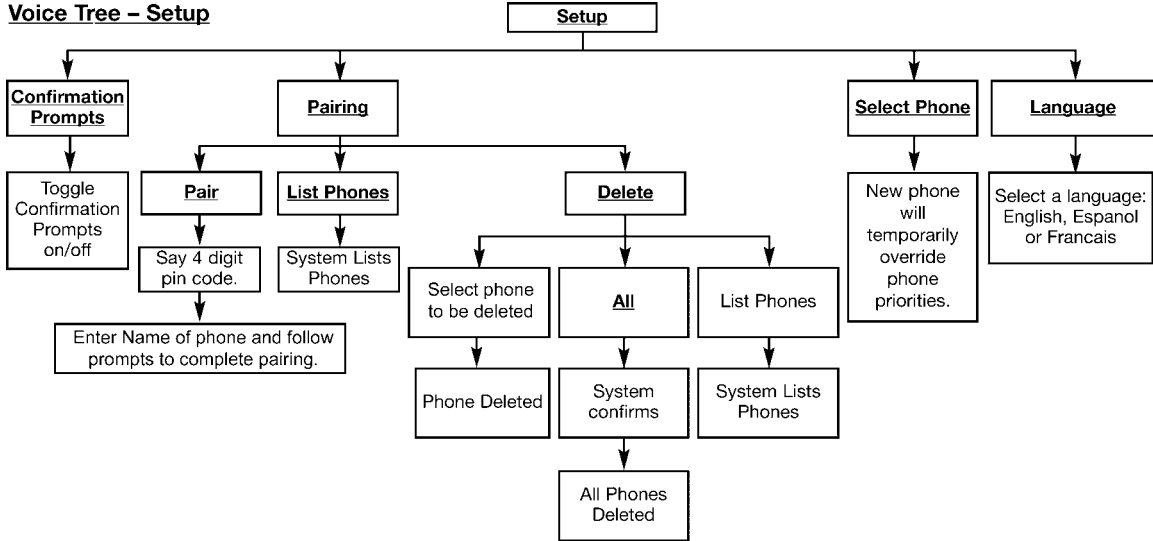 Voice Tree – Setup
Setup
Confirmation
Prompts
Pairing
Select Phone
Language
Toggle
Confirmation
Prompts
on/off
Pair
List Phones
Delete
New phone
will
temporarily
override
phone
priorities.
Select a language:
English, Espanol
or Francais
Say 4 digit
pin code.
System Lists
Phones
Enter Name of phone and follow
prompts to complete pairing.
Select phone
to be deleted
All
List Phones
Phone Deleted
System
confirms
System Lists
Phones
All Phones
Deleted